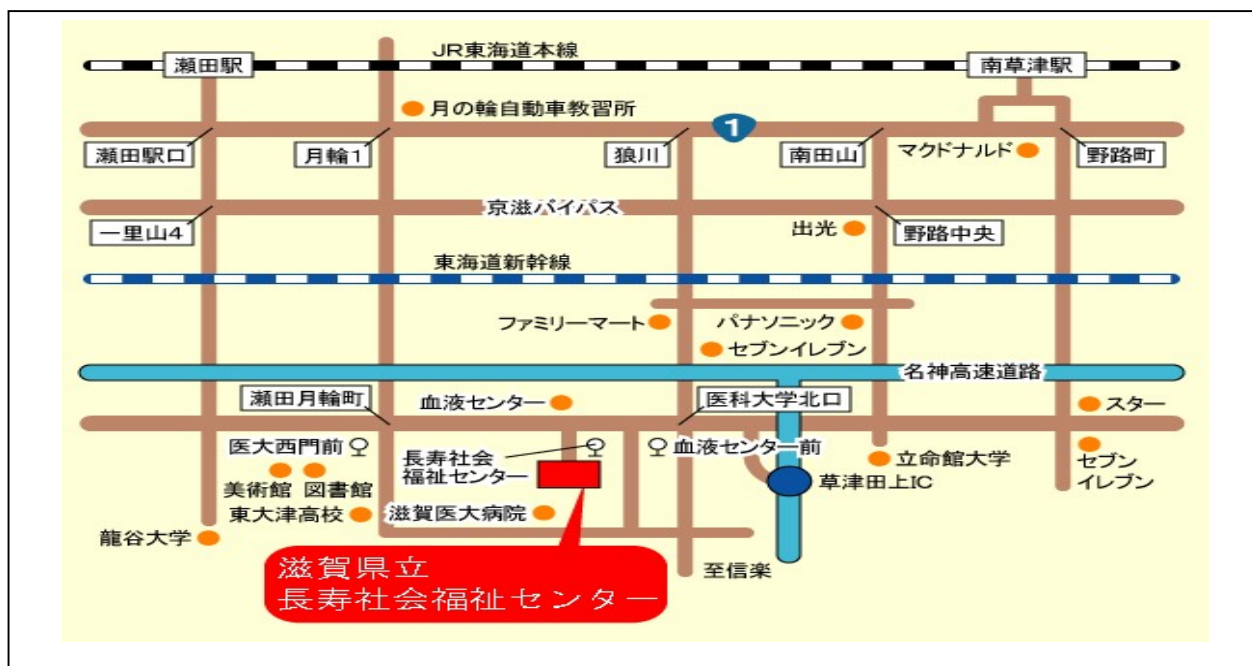 JR東海道本線
瀬田駅
南草津駅
月の輪自動車教習所
1
瀬田駅口
月輪1
狼川
南田山
マクドナルド
野路町
京滋バイパス
一里山4
出光
野路中央
東海道新幹線
ファミリーマート
パナソニック
セブンイレブン
名神高速道路
瀬田月輪町
血液センター
医科大学北口
スター
医大西門前
長寿社会
福祉センター
血液センター前
立命館大学
セブン
イレブン
美術館
図書館
草津田上IC
東大津高校
滋賀医大病院
龍谷大学
至信楽
滋賀県立
長寿社会福祉センター